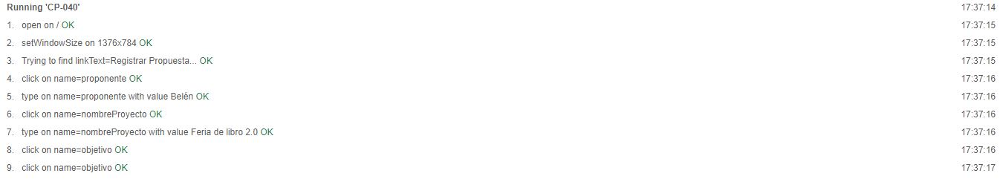 Running 'CP-040' 17:37:14
1. open on / OK 17:37:15
2. setWindowSize on 1376x784 OK 17:37:15
3. Trying to find linkText=Registrar Propuesta... OK 17:37:15
4. click on name=proponente OK 17:37:16
5. type on name=proponente with value Belén OK 17:37:16
6. click on name=nombreProyecto OK 17:37:16
7. type on name=nombreProyecto with value Feria de libro 2.0 OK 17:37:16
8. click on name=objetivo OK 17:37:16
9. click on name=objetivo OK 17:37:17